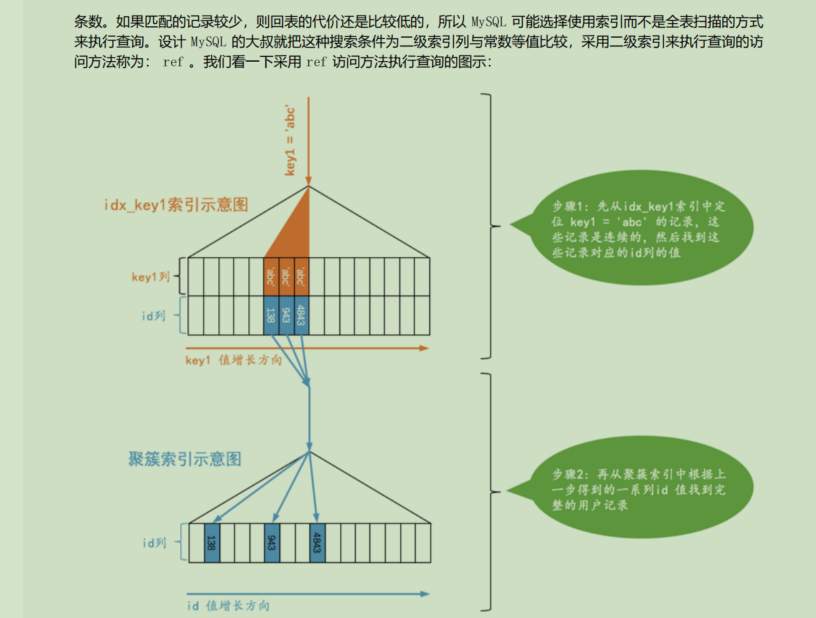 条数。如果匹配的记录较少，则回表的代价还是比较低的，所以 MySQL 可能选择使用索引而不是全表扫描的方式
来执行查询。设计 MySQL 的大叔就把这种搜索条件为二级索引列与常数等值比较，采用二级索引来执行查询的访
问方法称为： ref 。我们看一下采用 ref 访问方法执行查询的图示：
key1 = 'abc'
idx_key1索引示意图
步骤1：先从idx_key1索引中定
位 key1 = 'abc' 的记录，这
些记录是连续的，然后找到这
些记录对应的id列的值
key1列
'abc'
'abc'
'abc'
id列
138
943
4843
key1 值增长方向
聚簇索引示意图
步骤2：再从聚簇索引中根据上
一步得到的一系列id 值找到完
整的用户记录
id列
138
943
4843
id 值增长方向